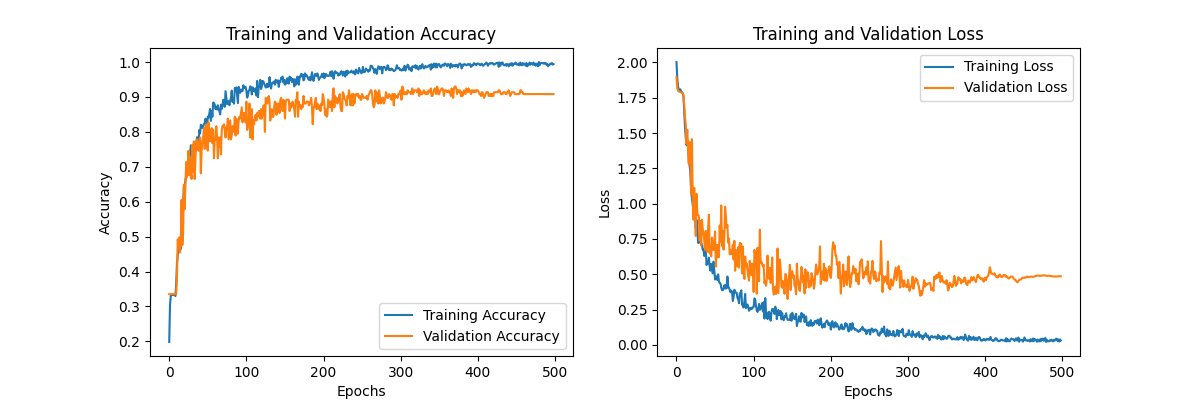 Training and Validation Accuracy
1.0
0.9
0.8
0.7
0.6
0.5
0.4
0.3
0.2
Accuracy
Training Accuracy
Validation Accuracy
0 100 200 300 400 500
Epochs
Training and Validation Loss
2.00
1.75
1.50
1.25
1.00
0.75
0.50
0.25
0.00
Loss
Training Loss
Validation Loss
0 100 200 300 400 500
Epochs